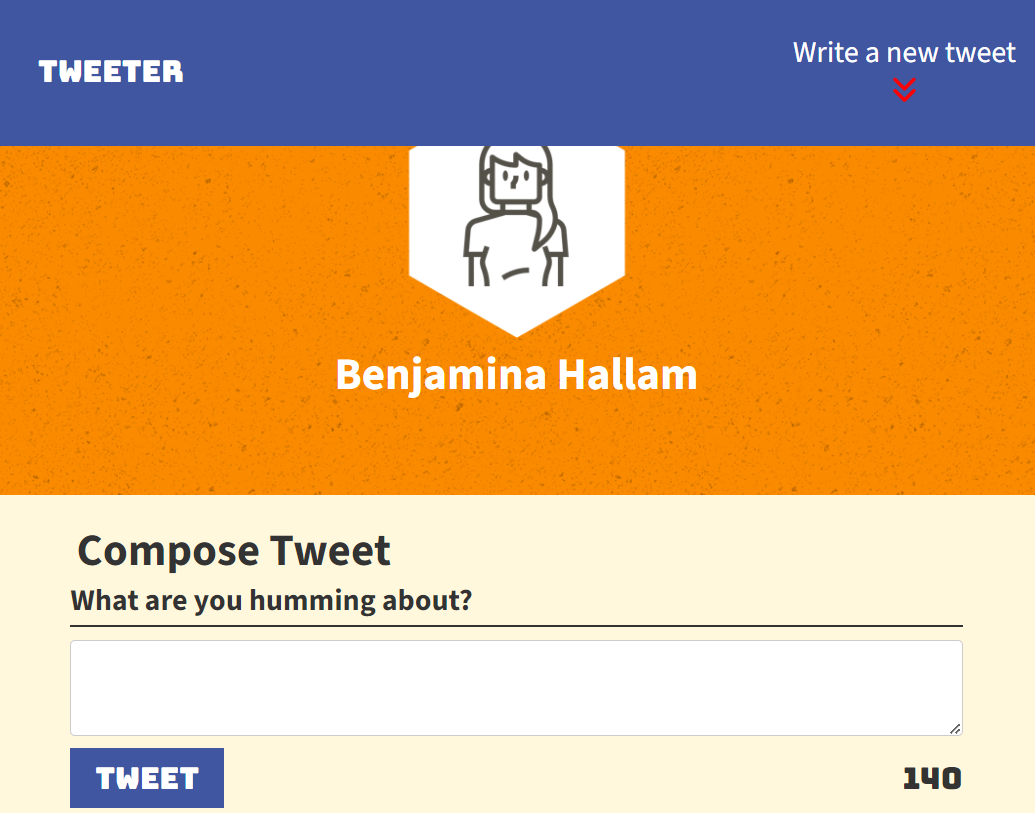 TWEETER
Write a new tweet
Benjamina Hallam
Compose Tweet
What are you humming about?
TWEET
140